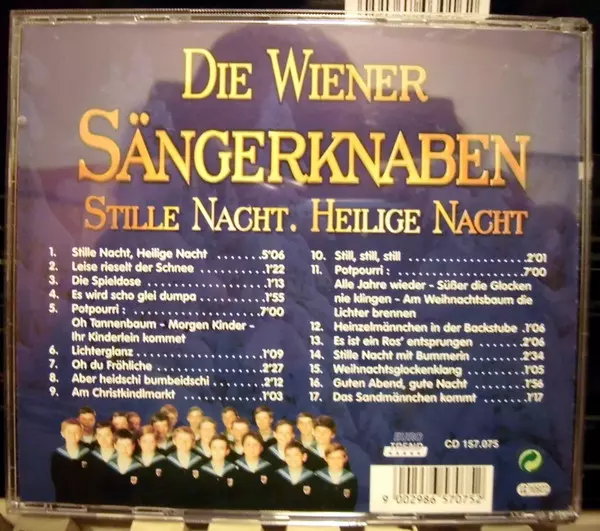 DIE WIENER
SÄNGERKNABEN
STILLE NACHT. HEILIGE NACHT
1. Stille Nacht, Heilige Nacht .......5'06
2. Leise rieselt der Schnee ...........1'22
3. Die Spieldose ..................1'13
4. Es wird scho glei dumpa .........1'55
5. Potpourri : .....................7'00
Oh Tannenbaum - Morgen Kinder -
Ihr Kinderlein kommet
6. Lichterglanz ...................1'09
7. Oh du Fröhliche ................2'27
8. Aber heidschi bumbeidschi .......2'12
9. Am Christkindlmarkt .............1'03
10. Still, still, still ..................2'01
11. Potpourri : .....................7'00
Alle Jahre wieder - Süßer die Glocken
nie klingen - Am Weihnachtsbaum die
Lichter brennen
12. Heinzelmännchen in der Backstube .1'06
13. Es ist ein Ros' entsprungen .......2'06
14. Stille Nacht mit Bummerin ........2'34
15. Weihnachtsglockenklang .........1'05
16. Guten Abend, gute Nacht .........1'56
17. Das Sandmännchen kommt .......1'17
EURO
TREND
CD 157.075
9 002986 570752